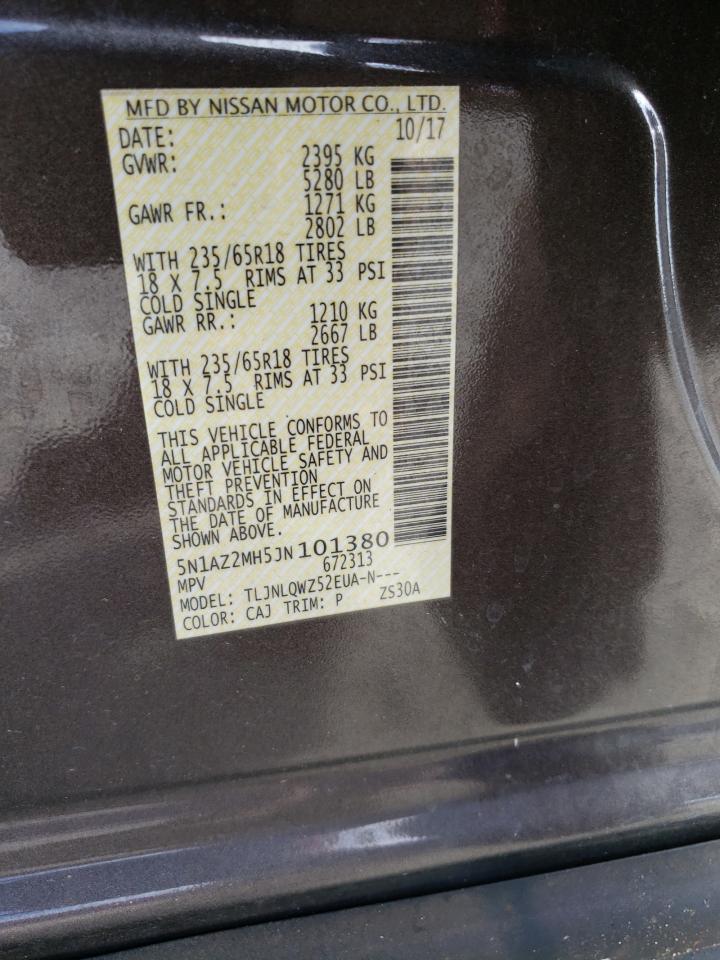 MFD BY NISSAN MOTOR CO., LTD.
DATE: 10/17
GVWR: 2395 KG
5280 LB
GAWR FR.: 1271 KG
2802 LB
WITH 235/65R18 TIRES
18 X 7.5 RIMS AT 33 PSI
COLD SINGLE
GAWR RR.: 1210 KG
2667 LB
WITH 235/65R18 TIRES
18 X 7.5 RIMS AT 33 PSI
COLD SINGLE
THIS VEHICLE CONFORMS TO
ALL APPLICABLE FEDERAL
MOTOR VEHICLE SAFETY AND
THEFT PREVENTION
STANDARDS IN EFFECT ON
THE DATE OF MANUFACTURE
SHOWN ABOVE.
5N1AZ2MH5JN101380
MPV 672313
MODEL: TLJNLQWZ52EUA-N---
COLOR: CAJ TRIM: P ZS30A